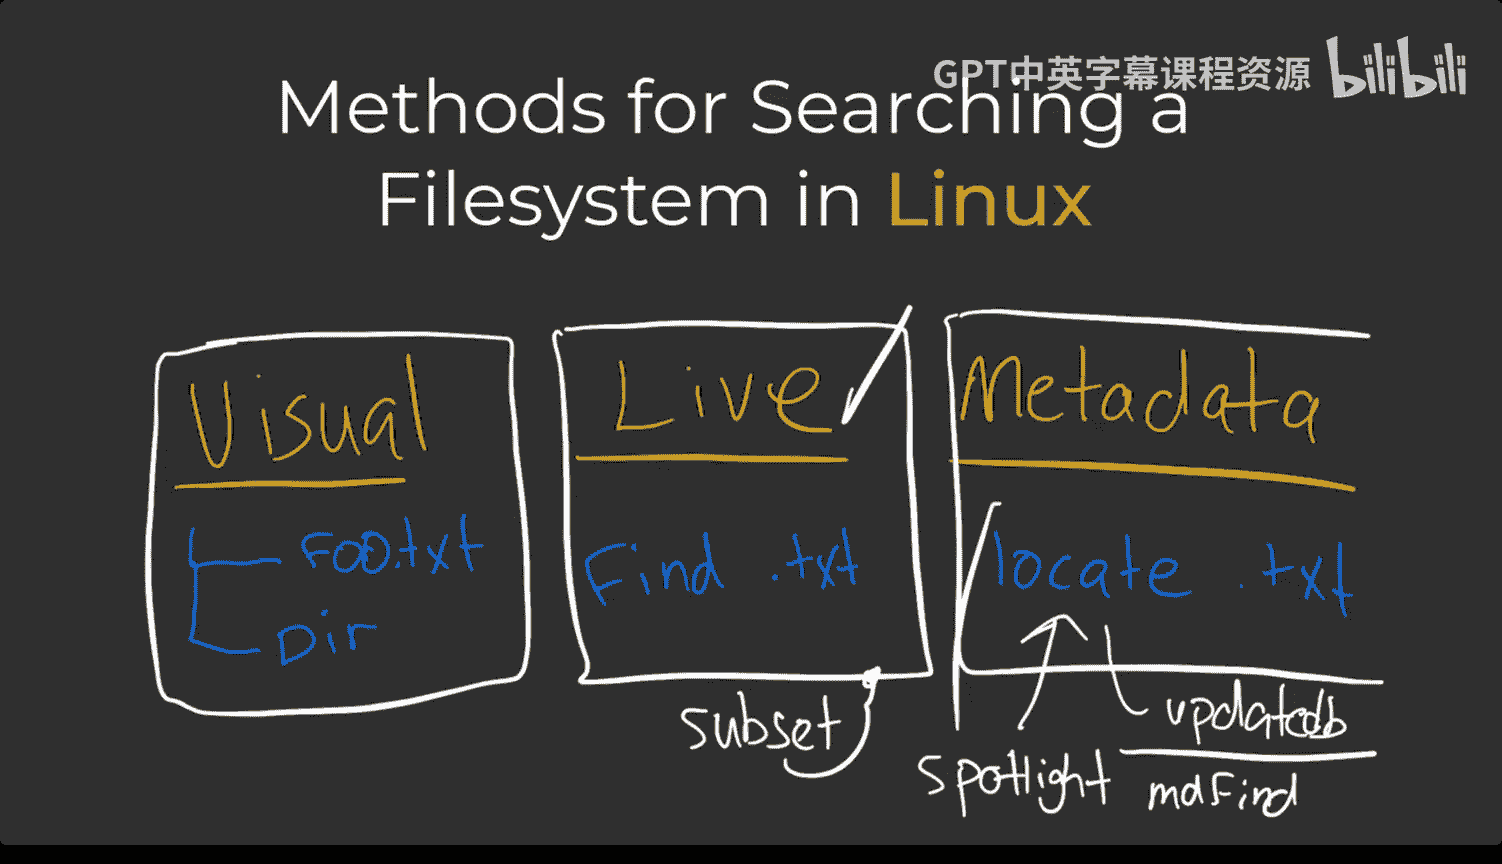 GPT中英字幕课程资源 bilibili
Methods for Searching a
Filesystem in Linux
Visual
Foo.txt
Dir
Live
Find .txt
subset
Metadata
locate .txt
updatedb
spotlight
mdfind